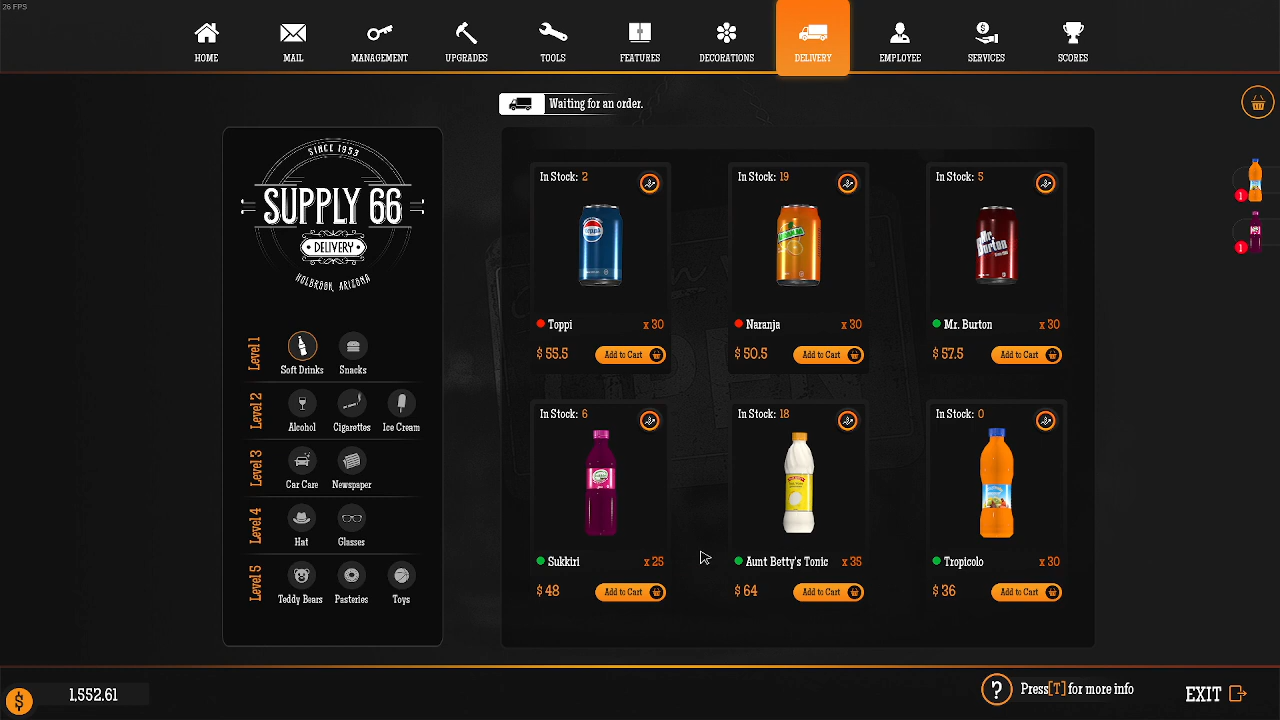 26 FPS
HOME
MAIL
MANAGEMENT
UPGRADES
TOOLS
FEATURES
DECORATIONS
DELIVERY
EMPLOYEE
SERVICES
SCORES
Waiting for an order.
SINCE 1953
SUPPLY 66
DELIVERY
HOLBROOK, ARIZONA
Level 1
Soft Drinks
Snacks
Level 2
Alcohol
Cigarettes
Ice Cream
Level 3
Car Care
Newspaper
Level 4
Hat
Glasses
Level 5
Teddy Bears
Pasteries
Toys
In Stock: 2
Toppi x 30
$ 55.5 Add to Cart
In Stock: 19
Naranja x 30
$ 50.5 Add to Cart
In Stock: 5
Mr. Burton
Mr. Burton x 30
$ 57.5 Add to Cart
In Stock: 6
Sukkiri x 25
$ 48 Add to Cart
In Stock: 18
Aunt Betty's Tonic x 35
$ 64 Add to Cart
In Stock: 0
Tropicolo x 30
$ 36 Add to Cart
1
1
$ 1,552.61
? Press[T] for more info
EXIT